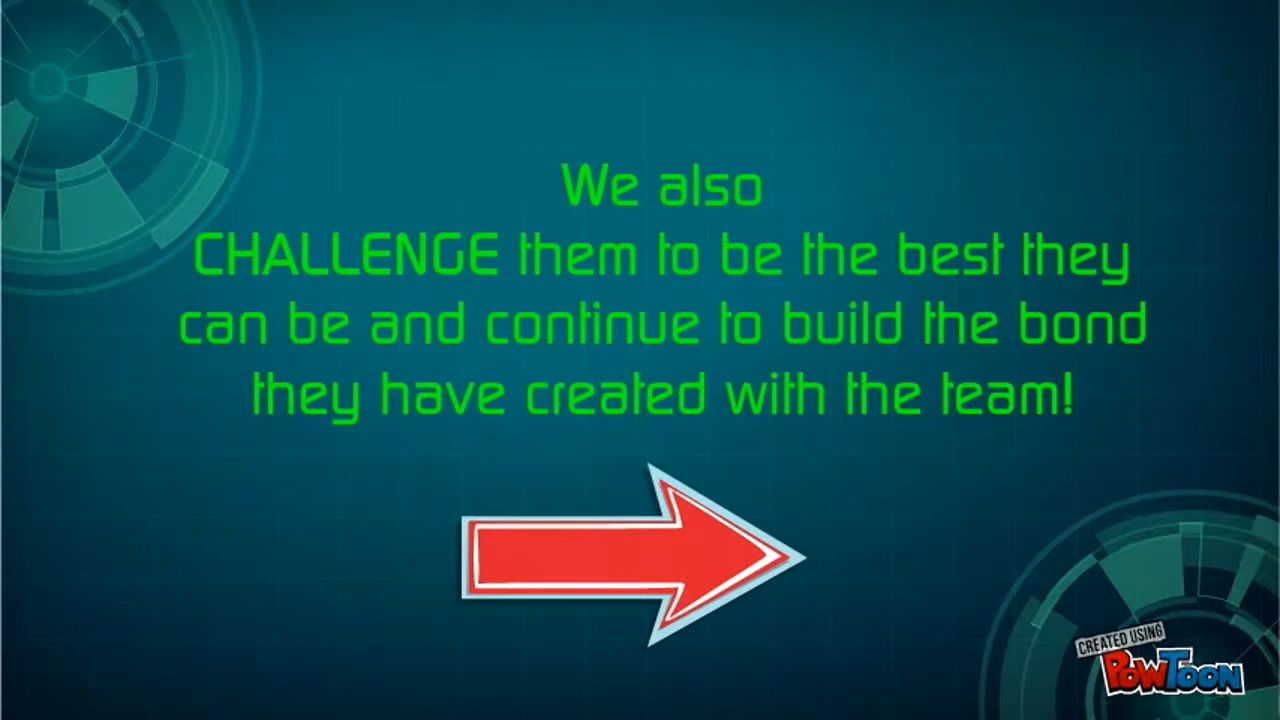 We also
CHALLENGE them to be the best they
can be and continue to build the bond
they have created with the team!
CREATED USING
POWTOON